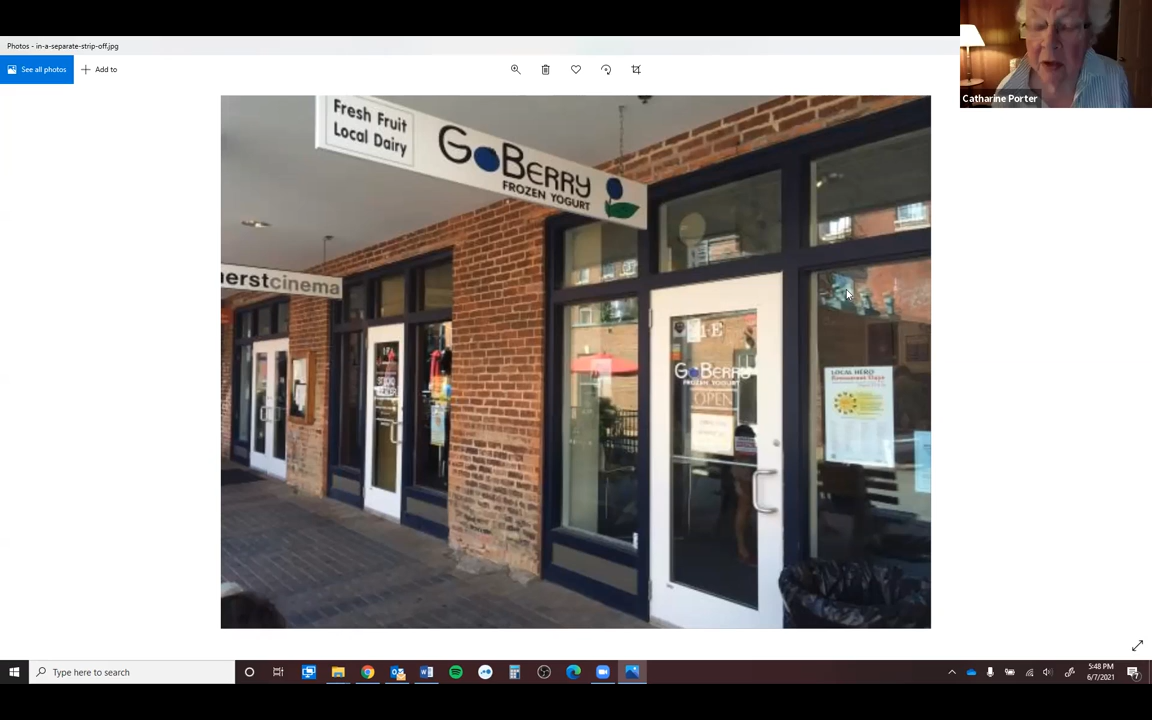 Photos - in-a-separate-strip-off.jpg
See all photos
Add to
Catharine Porter
Fresh Fruit
Local Dairy
GoBERRY
FROZEN YOGURT
erstcinema
1-E
GoBERRY
FROZEN YOGURT
OPEN
LOCAL HERO
Type here to search
5:48 PM
6/7/2021